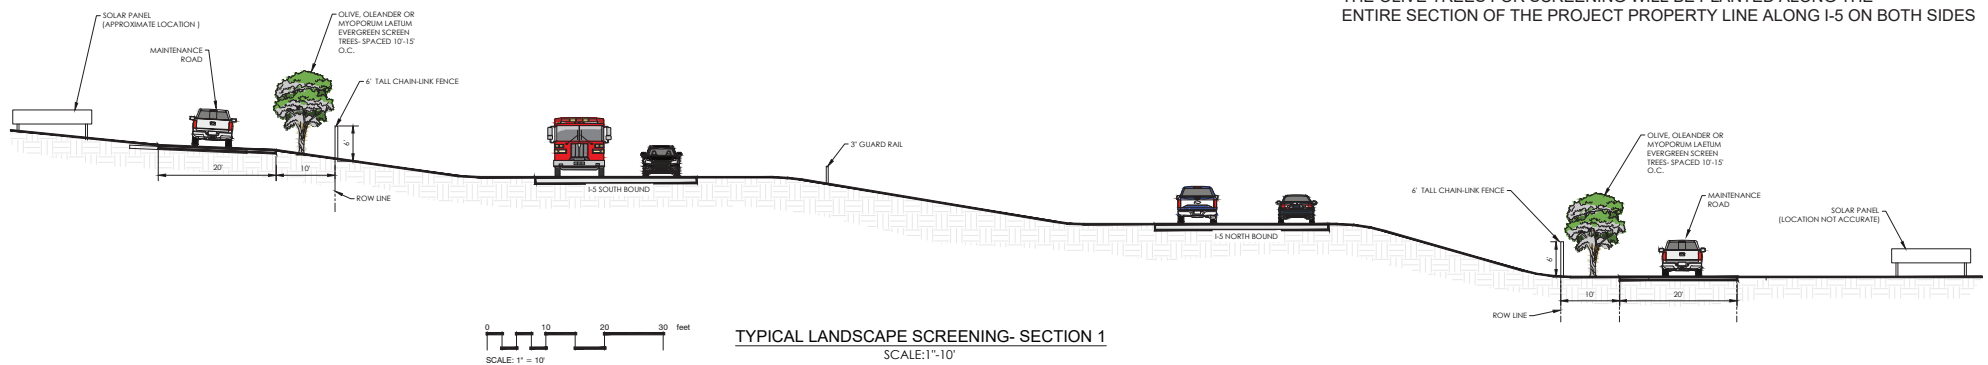 THE OLIVE TREES FOR SCREENING WILL BE PLANTED ALONG THE
ENTIRE SECTION OF THE PROJECT PROPERTY LINE ALONG I-5 ON BOTH SIDES
SOLAR PANEL
(APPROXIMATE LOCATION )
MAINTENANCE
ROAD
OLIVE, OLEANDER OR
MYOPORUM LAETUM
EVERGREEN SCREEN
TREES- SPACED 10'-15'
O.C.
6' TALL CHAIN-LINK FENCE
6'
20'
10'
ROW LINE
I-5 SOUTH BOUND
3" GUARD RAIL
I-5 NORTH BOUND
6' TALL CHAIN-LINK FENCE
OLIVE, OLEANDER OR
MYOPORUM LAETUM
EVERGREEN SCREEN
TREES- SPACED 10'-15'
O.C.
MAINTENANCE
ROAD
SOLAR PANEL
(LOCATION NOT ACCURATE)
6'
10'
20'
ROW LINE
0 10 20 30 feet
SCALE: 1" = 10'
TYPICAL LANDSCAPE SCREENING- SECTION 1
SCALE:1"-10'